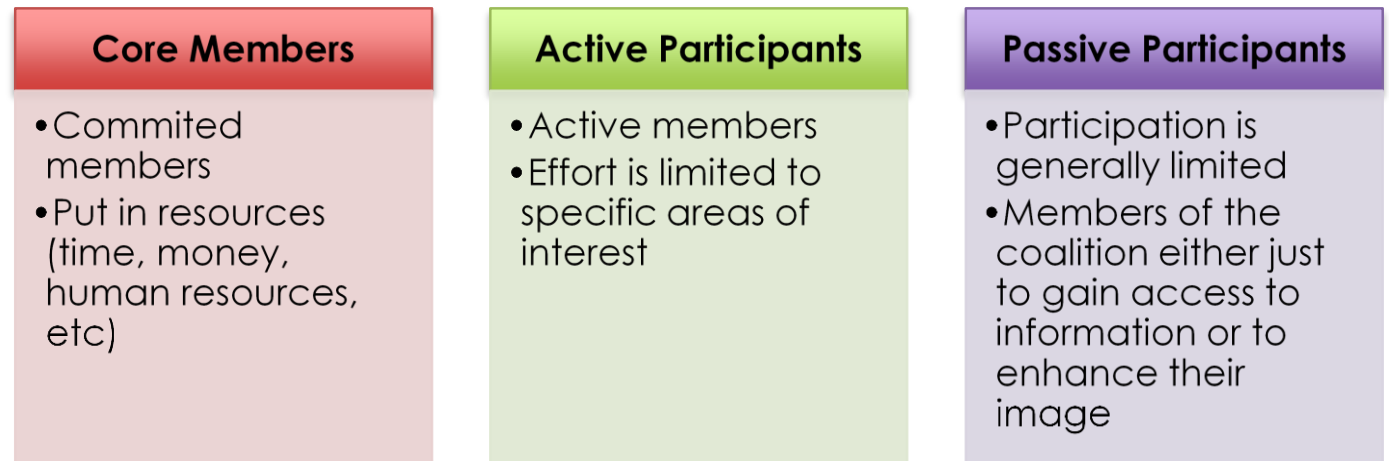 Core Members
•Commited
members
•Put in resources
(time, money,
human resources,
etc)
Active Participants
•Active members
•Effort is limited to
specific areas of
interest
Passive Participants
•Participation is
generally limited
•Members of the
coalition either just
to gain access to
information or to
enhance their
image